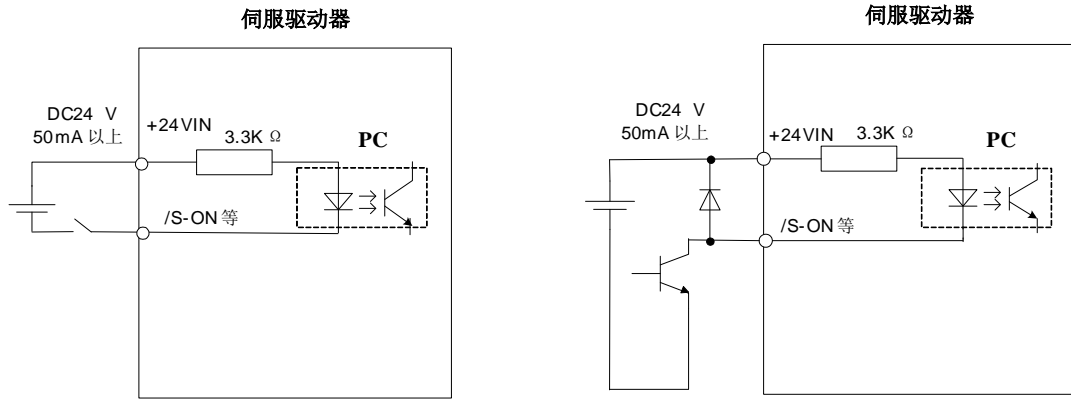 伺服驱动器
DC24 V
50mA 以上
+24VIN
3.3K Ω
PC
/S-ON 等
伺服驱动器
DC24 V
50mA 以上
+24VIN
3.3K Ω
PC
/S-ON 等